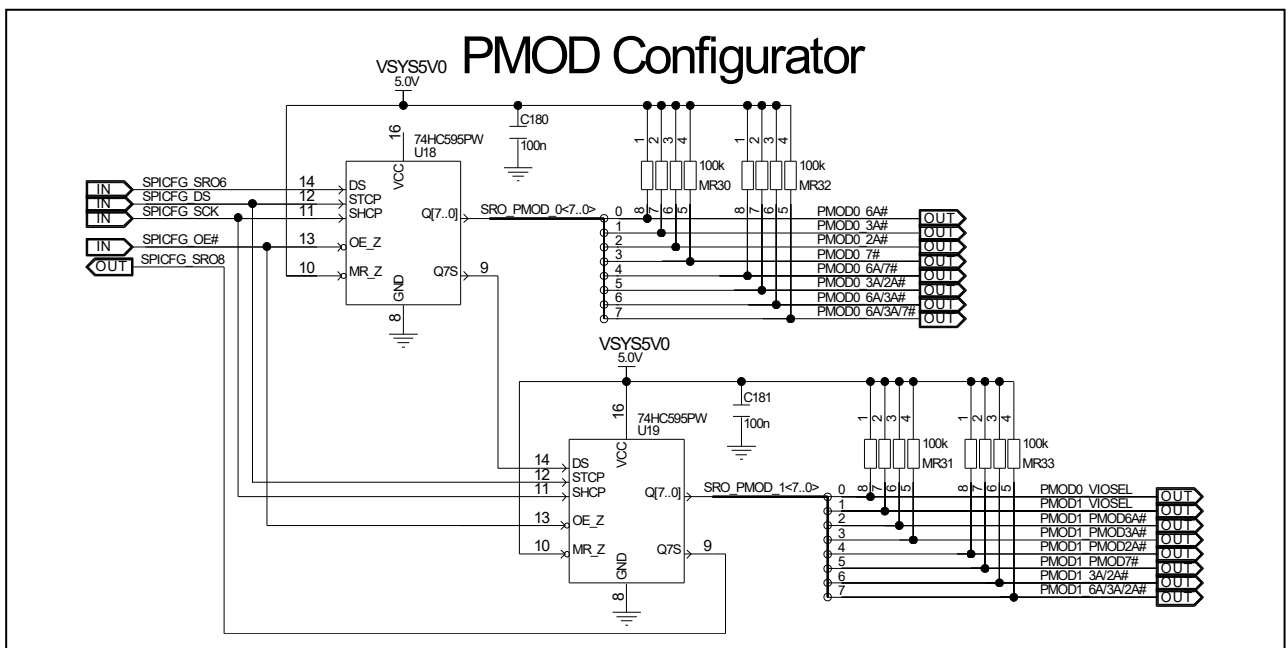 PMOD Configurator
VSYS5V0
5.0V
C180
100n
16
74HC595PW
U18
VCC
1 2 3 4
100k
MR30
8 7 6 5
1 2 3 4
100k
MR32
8 7 6 5
IN SPICFG_SRO6 14 DS
IN SPICFG_DS 12 STCP
IN SPICFG_SCK 11 SHCP
IN SPICFG_OE# 13 OE_Z
OUT SPICFG_SRO8
10 MR_Z
GND
8
Q[7..0] SRO_PMOD_0<7..0>
Q7S 9
0 PMOD0_6A# OUT
1 PMOD0_3A# OUT
2 PMOD0_2A# OUT
3 PMOD0_7# OUT
4 PMOD0_6A/7# OUT
5 PMOD0_3A/2A# OUT
6 PMOD0_6A/3A# OUT
7 PMOD0_6A/3A/7# OUT
VSYS5V0
5.0V
C181
100n
16
74HC595PW
U19
VCC
1 2 3 4
100k
MR31
8 7 6 5
1 2 3 4
100k
MR33
8 7 6 5
14 DS
12 STCP
11 SHCP
13 OE_Z
10 MR_Z
GND
8
Q[7..0] SRO_PMOD_1<7..0>
Q7S 9
0 PMOD0_VIOSEL OUT
1 PMOD1_VIOSEL OUT
2 PMOD1_PMOD6A# OUT
3 PMOD1_PMOD3A# OUT
4 PMOD1_PMOD2A# OUT
5 PMOD1_PMOD7# OUT
6 PMOD1_3A/2A# OUT
7 PMOD1_6A/3A/2A# OUT